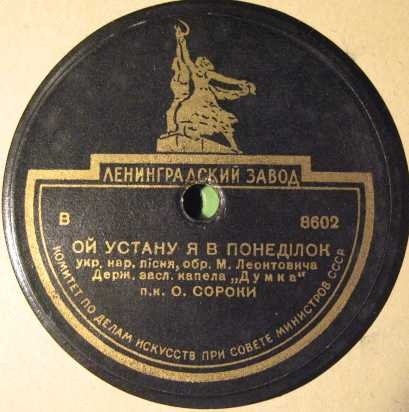 ЛЕНИНГРАДСКИЙ ЗАВОД
В 8602
ОЙ УСТАНУ Я В ПОНЕДІЛОК
укр. нар. пісня, обр. М. Леонтовича
Держ. засл. капела „Думка"
п.к. О. СОРОКИ
КОМИТЕТ ПО ДЕЛАМ ИСКУССТВ ПРИ СОВЕТЕ МИНИСТРОВ СССР